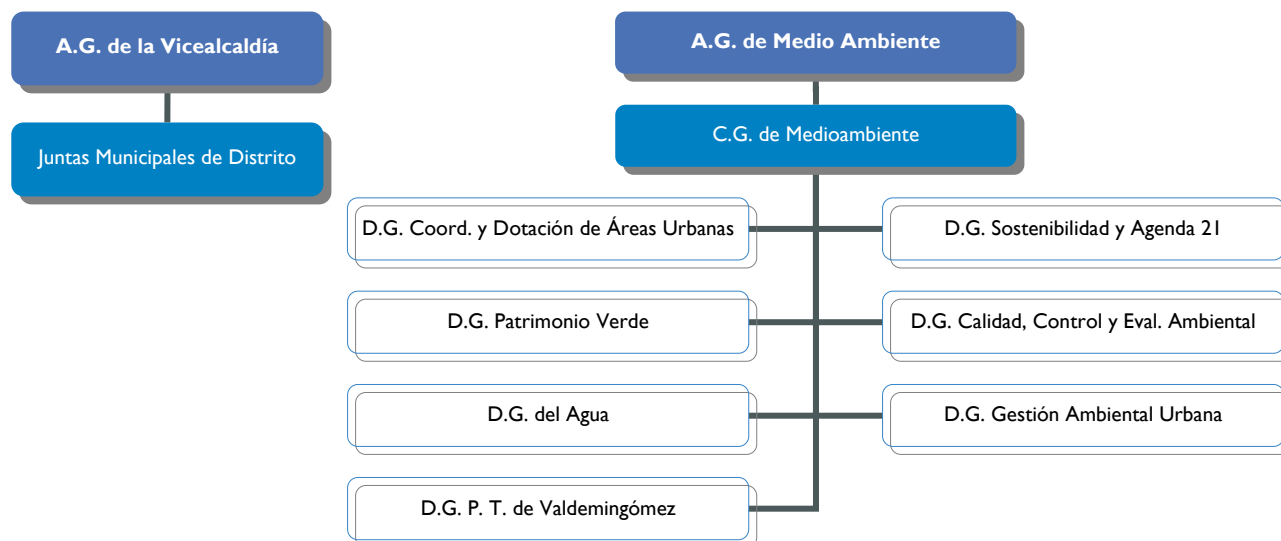 A.G. de la Vicealcaldía
Juntas Municipales de Distrito
A.G. de Medio Ambiente
C.G. de Medioambiente
D.G. Coord. y Dotación de Áreas Urbanas
D.G. Sostenibilidad y Agenda 21
D.G. Patrimonio Verde
D.G. Calidad, Control y Eval. Ambiental
D.G. del Agua
D.G. Gestión Ambiental Urbana
D.G. P. T. de Valdemingómez